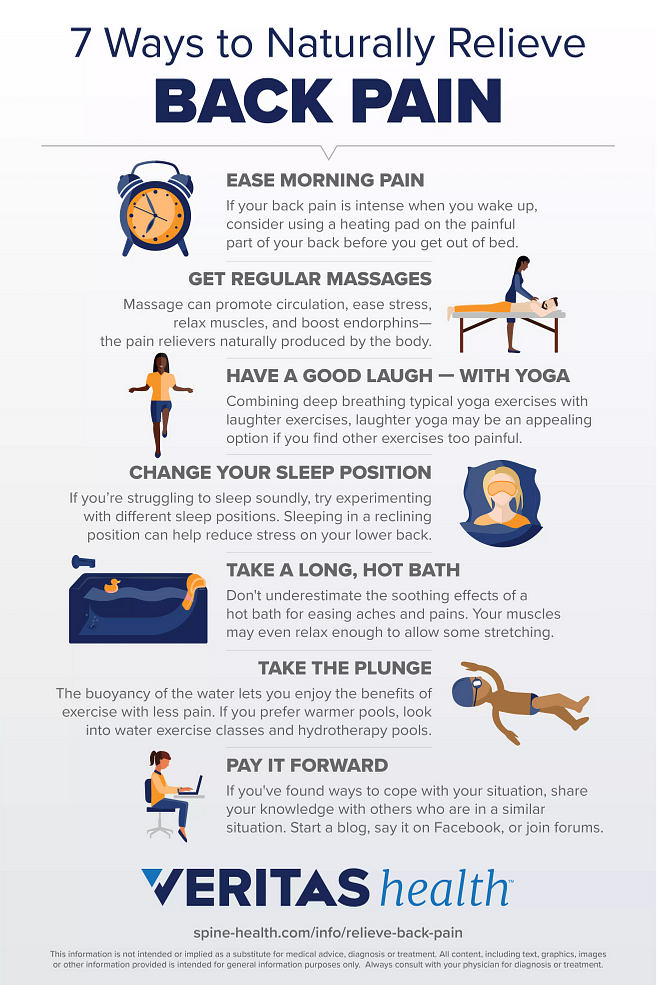 7 Ways to Naturally Relieve
BACK PAIN
EASE MORNING PAIN
If your back pain is intense when you wake up,
consider using a heating pad on the painful
part of your back before you get out of bed.
GET REGULAR MASSAGES
Massage can promote circulation, ease stress,
relax muscles, and boost endorphins—
the pain relievers naturally produced by the body.
HAVE A GOOD LAUGH — WITH YOGA
Combining deep breathing typical yoga exercises with
laughter exercises, laughter yoga may be an appealing
option if you find other exercises too painful.
CHANGE YOUR SLEEP POSITION
If you're struggling to sleep soundly, try experimenting
with different sleep positions. Sleeping in a reclining
position can help reduce stress on your lower back.
TAKE A LONG, HOT BATH
Don't underestimate the soothing effects of a
hot bath for easing aches and pains. Your muscles
may even relax enough to allow some stretching.
TAKE THE PLUNGE
The buoyancy of the water lets you enjoy the benefits of
exercise with less pain. If you prefer warmer pools, look
into water exercise classes and hydrotherapy pools.
PAY IT FORWARD
If you've found ways to cope with your situation, share
your knowledge with others who are in a similar
situation. Start a blog, say it on Facebook, or join forums.
VERITAS health™
spine-health.com/info/relieve-back-pain
This information is not intended or implied as a substitute for medical advice, diagnosis or treatment. All content, including text, graphics, images
or other information provided is intended for general information purposes only. Always consult with your physician for diagnosis or treatment.